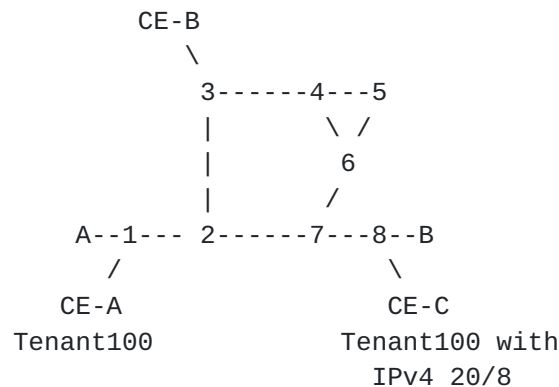 CE-B
\
3------4---5
|        \ /
|         6
|        /
A--1--- 2------7---8--B
/                 \
CE-A                CE-C
Tenant100            Tenant100 with
IPv4 20/8